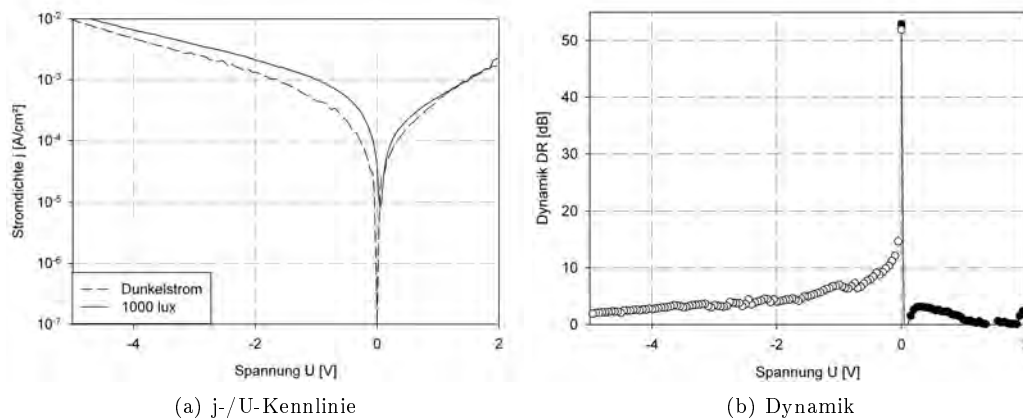 10⁻²
10⁻³
10⁻⁴
10⁻⁵
10⁻⁶
10⁻⁷
Stromdichte j [A/cm²]
Dunkelstrom
1000 lux
-4 -2 0 2
Spannung U [V]
(a) j-/U-Kennlinie
50
40
30
20
10
0
Dynamik DR [dB]
-4 -2 0 2
Spannung U [V]
(b) Dynamik